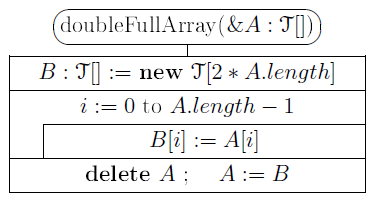 doubleFullArray(&A : 𝒯[])
B : 𝒯[] := new 𝒯[2 * A.length]
i := 0 to A.length − 1
B[i] := A[i]
delete A ; A := B